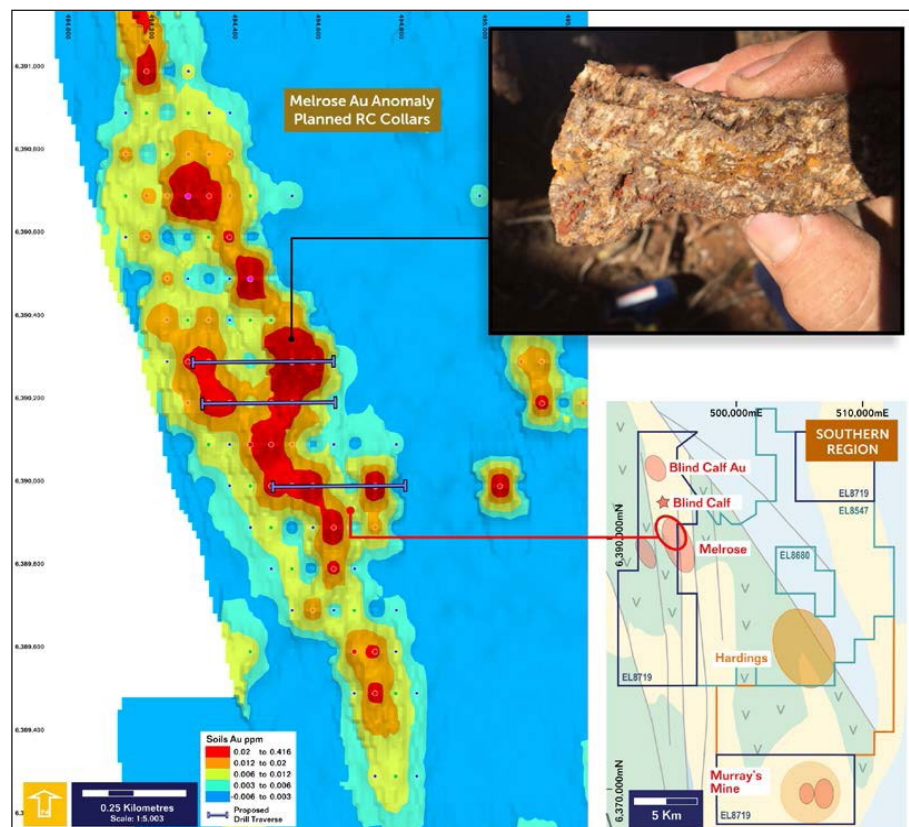 494,800
494,400
6,391,000
6,390,800
6,390,600
6,390,400
6,390,200
6,390,000
6,389,800
6,389,600
6,389,400
Melrose Au Anomaly
Planned RC Collars
Soils Au ppm
0.02 to 0.416
0.012 to 0.02
0.006 to 0.012
0.003 to 0.006
-0.006 to 0.003
Proposed
Drill Traverse
0.25 Kilometres
Scale: 1:5,003
500,000mE
510,000mE
SOUTHERN
REGION
V
Blind Calf Au
Blind Calf
EL8719
EL8547
6,390,000mN
Melrose
EL8680
Hardings
EL8719
Murray's
Mine
6,370,000mN
5 Km
EL8719